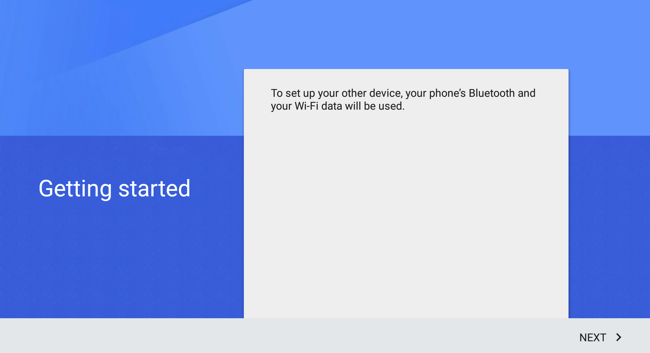 Getting started
To set up your other device, your phone's Bluetooth and
your Wi-Fi data will be used.
NEXT